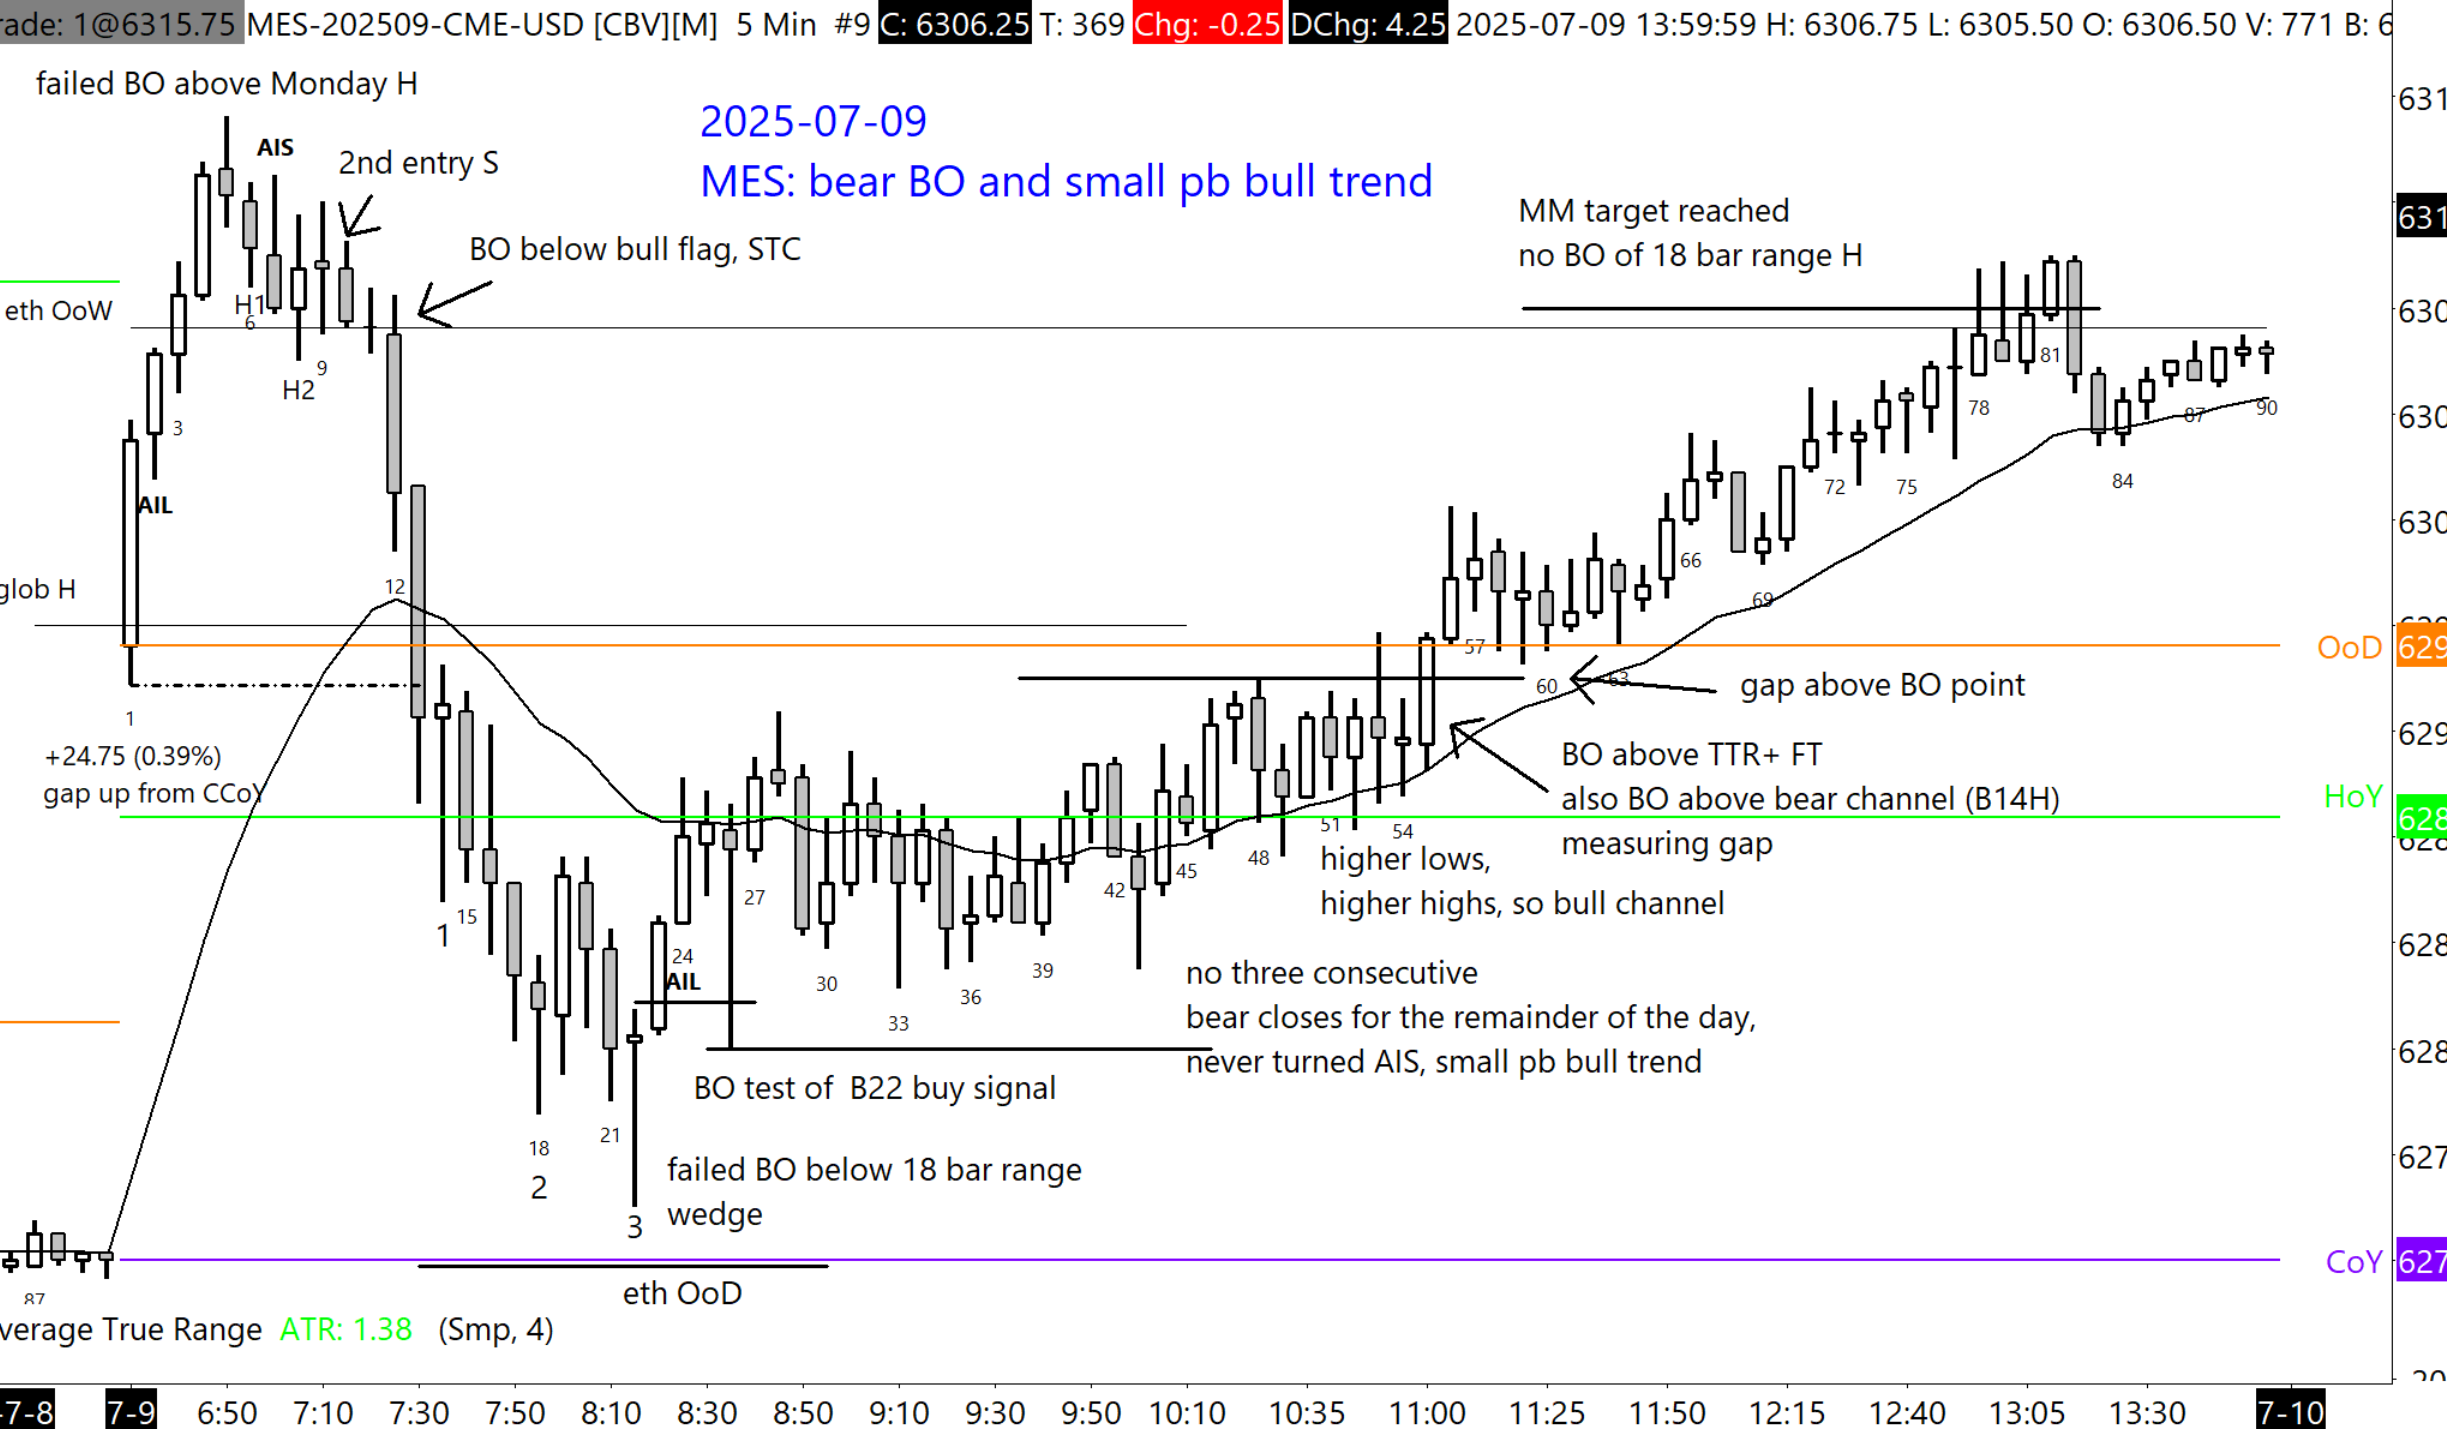 rade: 1@6315.75 MES-202509-CME-USD [CBV][M] 5 Min #9 C: 6306.25 T: 369 Chg: -0.25 DChg: 4.25 2025-07-09 13:59:59 H: 6306.75 L: 6305.50 O: 6306.50 V: 771 B: 6
failed BO above Monday H
2025-07-09
MES: bear BO and small pb bull trend
AIS
2nd entry S
BO below bull flag, STC
MM target reached
no BO of 18 bar range H
eth OoW
H1
6
9
H2
3
AIL
12
glob H
1
+24.75 (0.39%)
gap up from CCoY
81
78
87
90
72
75
84
66
69
57
60
63
OoD
gap above BO point
BO above TTR+ FT
also BO above bear channel (B14H)
measuring gap
HoY
51
54
48
45
42
higher lows,
higher highs, so bull channel
1
15
27
24
AIL
30
33
36
39
no three consecutive
bear closes for the remainder of the day,
never turned AIS, small pb bull trend
BO test of B22 buy signal
18
21
2
3
failed BO below 18 bar range
wedge
CoY
eth OoD
87
verage True Range ATR: 1.38 (Smp, 4)
631
631
630
630
630
629
629
628
628
628
627
627
-7-8 7-9 6:50 7:10 7:30 7:50 8:10 8:30 8:50 9:10 9:30 9:50 10:10 10:35 11:00 11:25 11:50 12:15 12:40 13:05 13:30 7-10